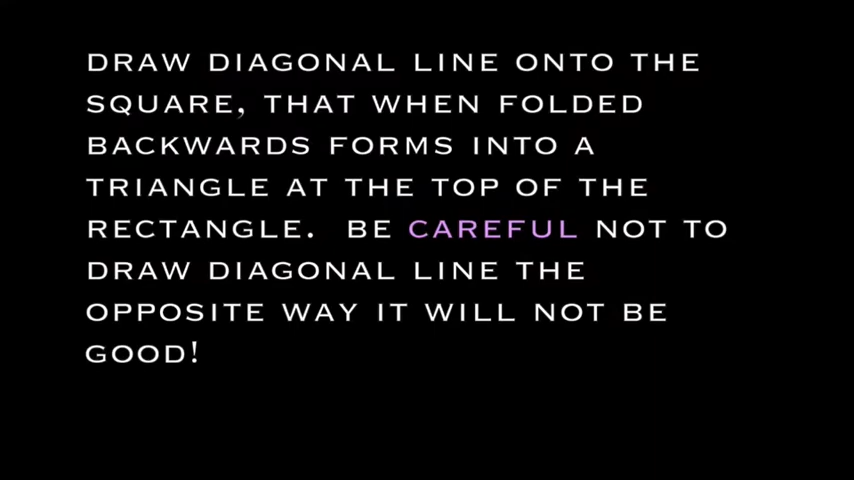 DRAW DIAGONAL LINE ONTO THE
SQUARE, THAT WHEN FOLDED
BACKWARDS FORMS INTO A
TRIANGLE AT THE TOP OF THE
RECTANGLE. BE CAREFUL NOT TO
DRAW DIAGONAL LINE THE
OPPOSITE WAY IT WILL NOT BE
GOOD!